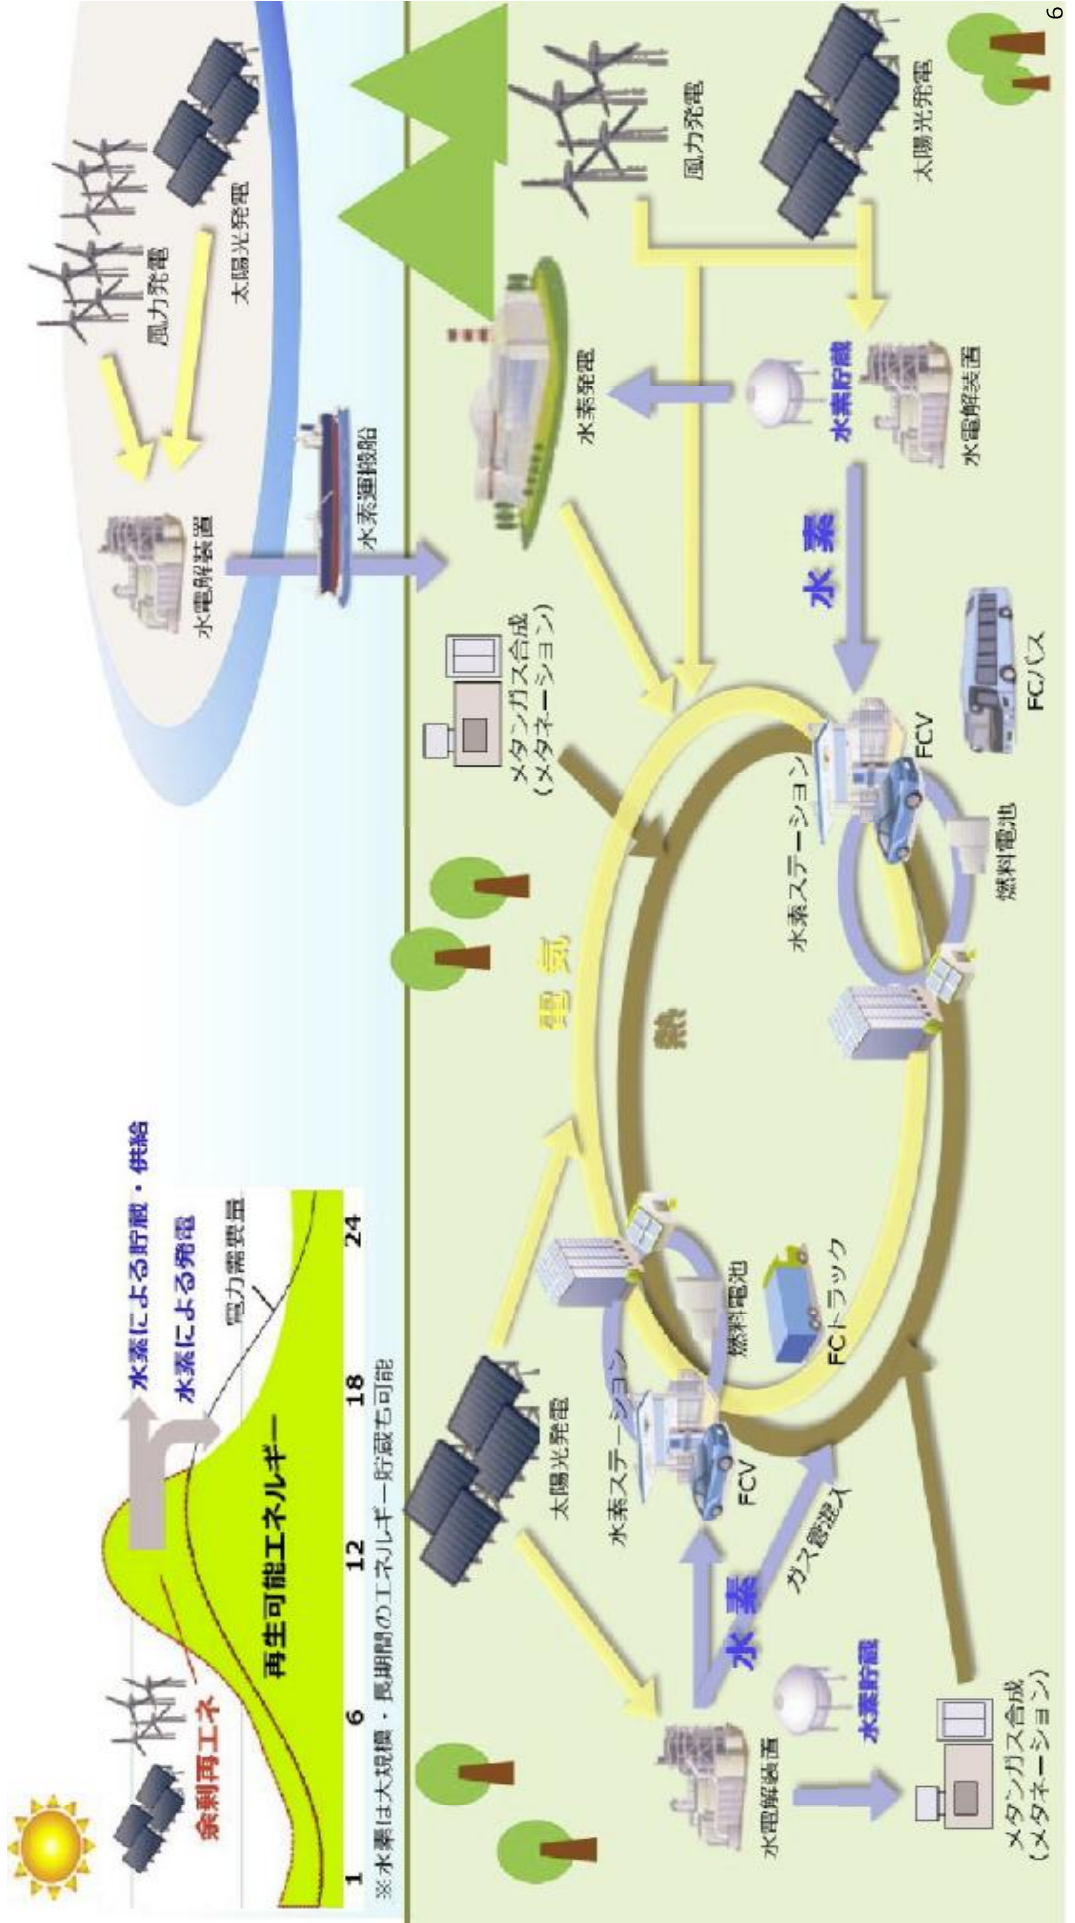 水素による貯蔵・供給
水素による発電
電力需要量
余剰再エネ
再生可能エネルギー
1
6
12
18
24
※水素は大規模・長期間のエネルギー貯蔵も可能
風力発電
太陽光発電
水電解装置
水素運搬船
メタンガス合成
(メタネーション)
水素発電
風力発電
太陽光発電
水素貯蔵
水電解装置
水素
電気
熱
太陽光発電
水素ステーション
FCV
燃料電池
FCトラック
水素
ガス管混入
水電解装置
水素貯蔵
メタンガス合成
(メタネーション)
水素ステーション
FCV
燃料電池
FCバス
6